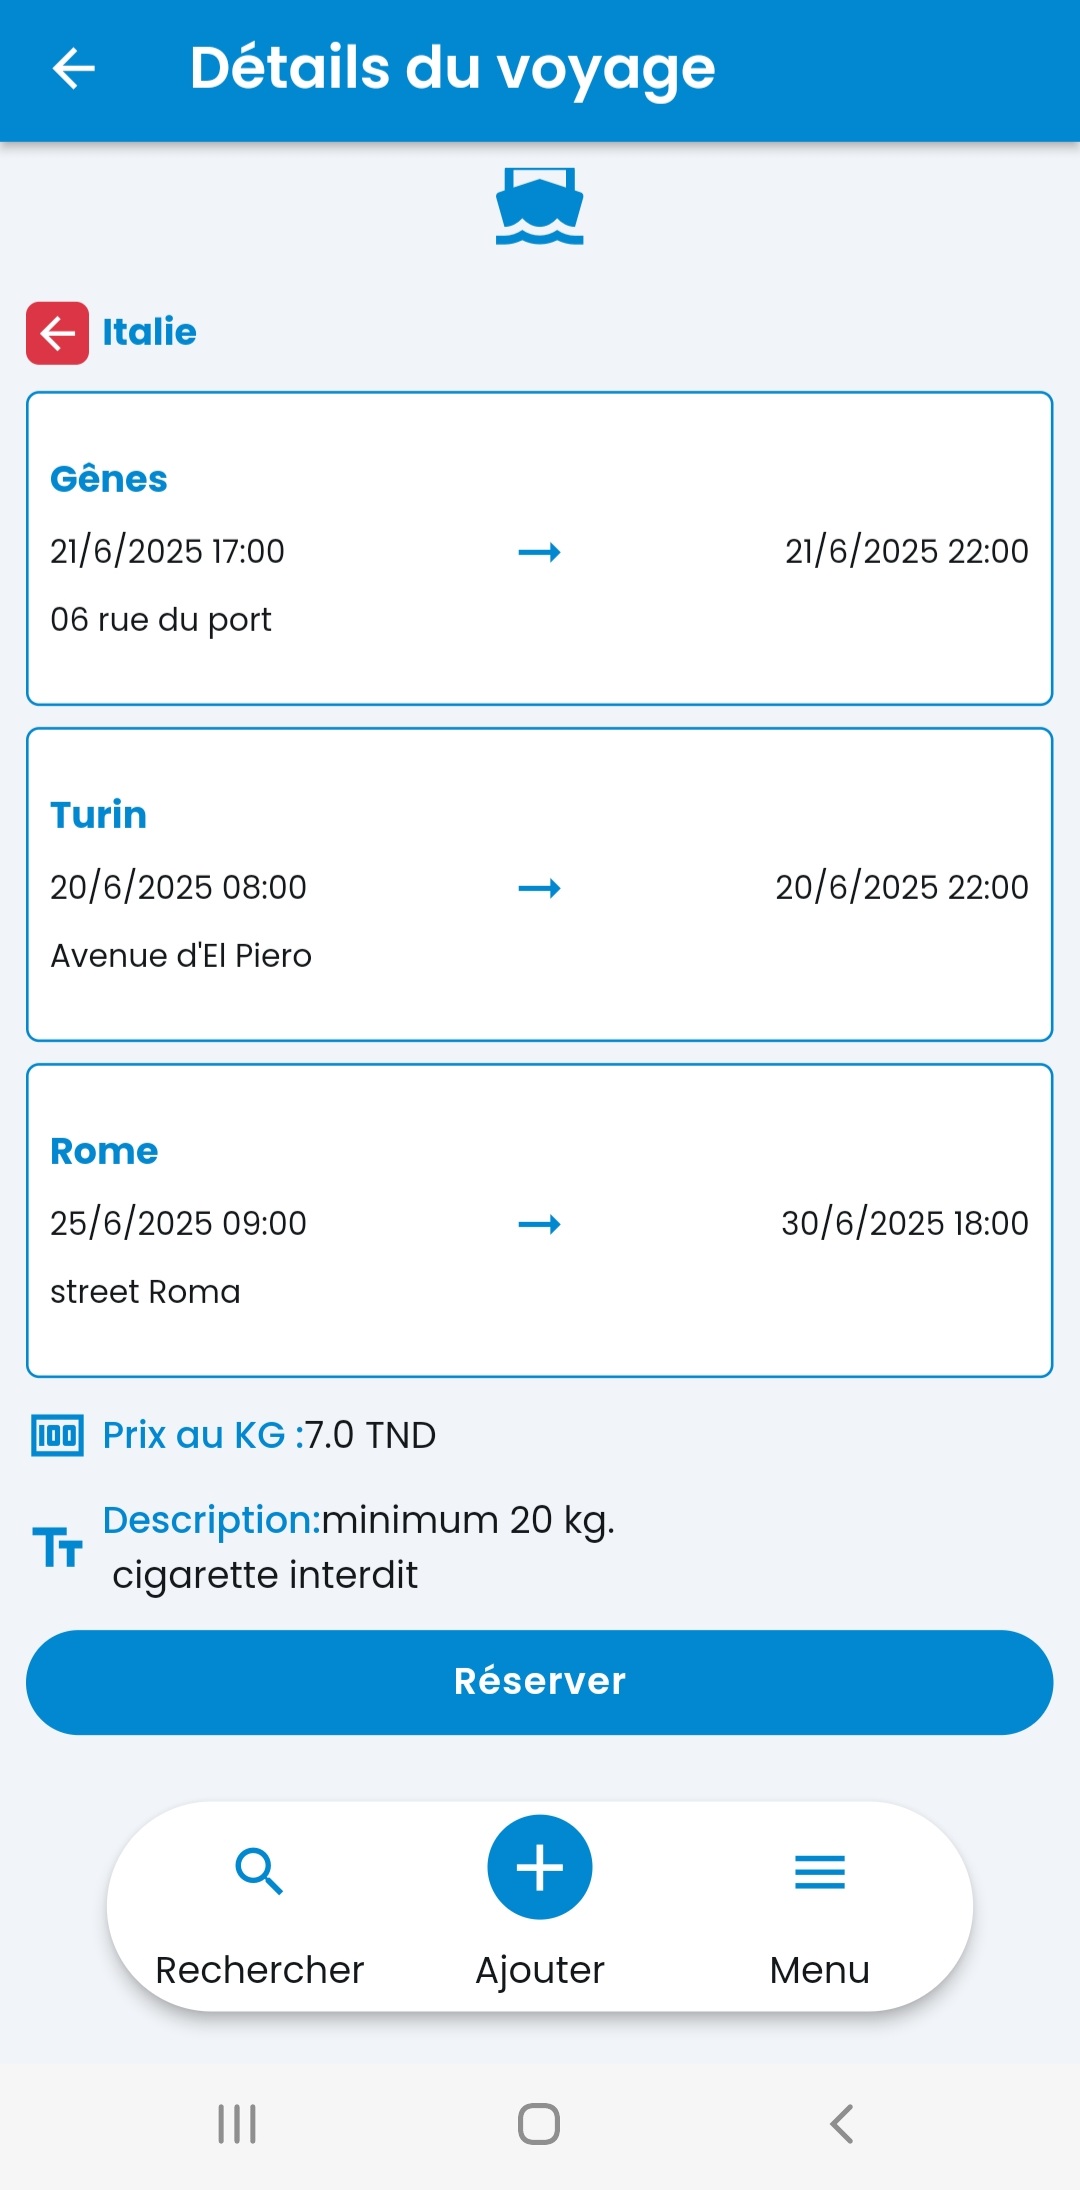 Détails du voyage
Italie
Gênes
21/6/2025 17:00 → 21/6/2025 22:00
06 rue du port
Turin
20/6/2025 08:00 → 20/6/2025 22:00
Avenue d'El Piero
Rome
25/6/2025 09:00 → 30/6/2025 18:00
street Roma
100 Prix au KG :7.0 TND
Description:minimum 20 kg.
cigarette interdit
Réserver
Rechercher Ajouter Menu